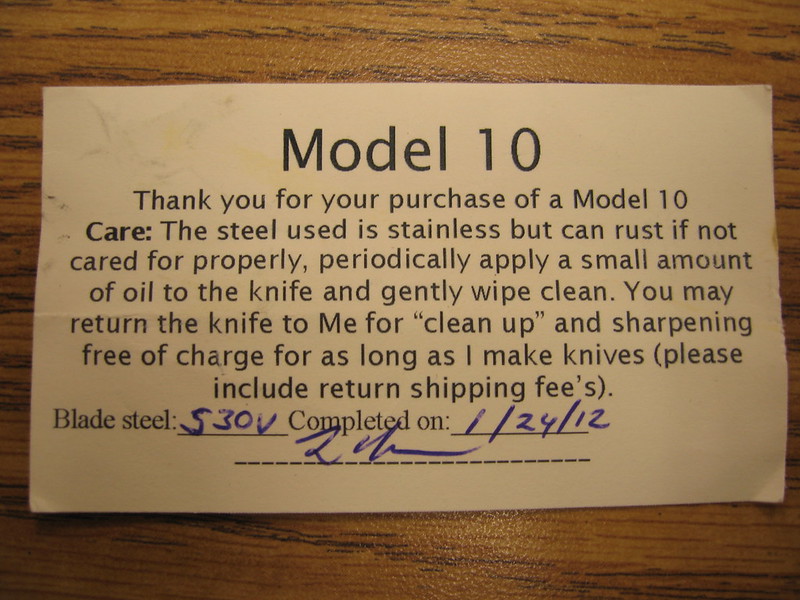 Model 10
Thank you for your purchase of a Model 10
Care: The steel used is stainless but can rust if not
cared for properly, periodically apply a small amount
of oil to the knife and gently wipe clean. You may
return the knife to Me for “clean up” and sharpening
free of charge for as long as I make knives (please
include return shipping fee's).
Blade steel: S30V Completed on: 1/24/12